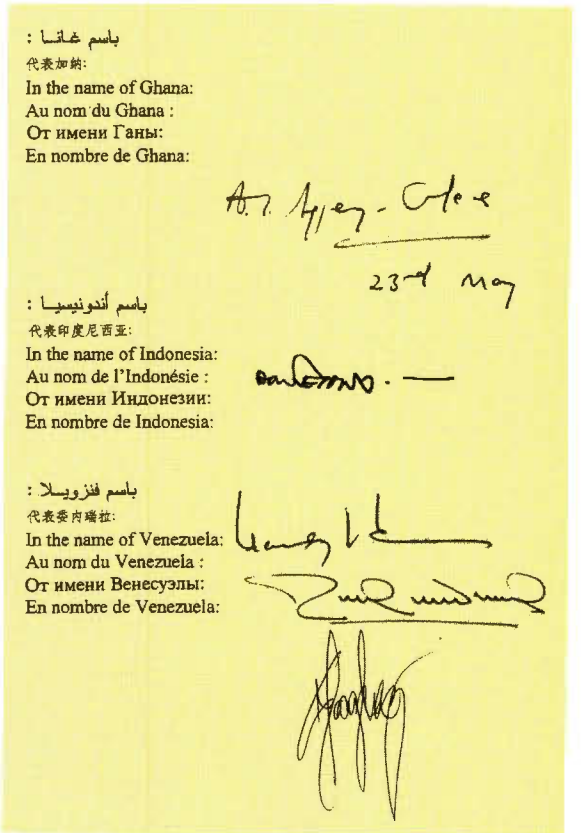 باسم غانـا :
代表加纳:
In the name of Ghana:
Au nom du Ghana :
От имени Ганы:
En nombre de Ghana:
23rd May
باسم أندونيسيـا :
代表印度尼西亚:
In the name of Indonesia:
Au nom de l'Indonésie :
От имени Индонезии:
En nombre de Indonesia:
باسم فنزويـلا :
代表委内瑞拉:
In the name of Venezuela:
Au nom du Venezuela :
От имени Венесуэлы:
En nombre de Venezuela: